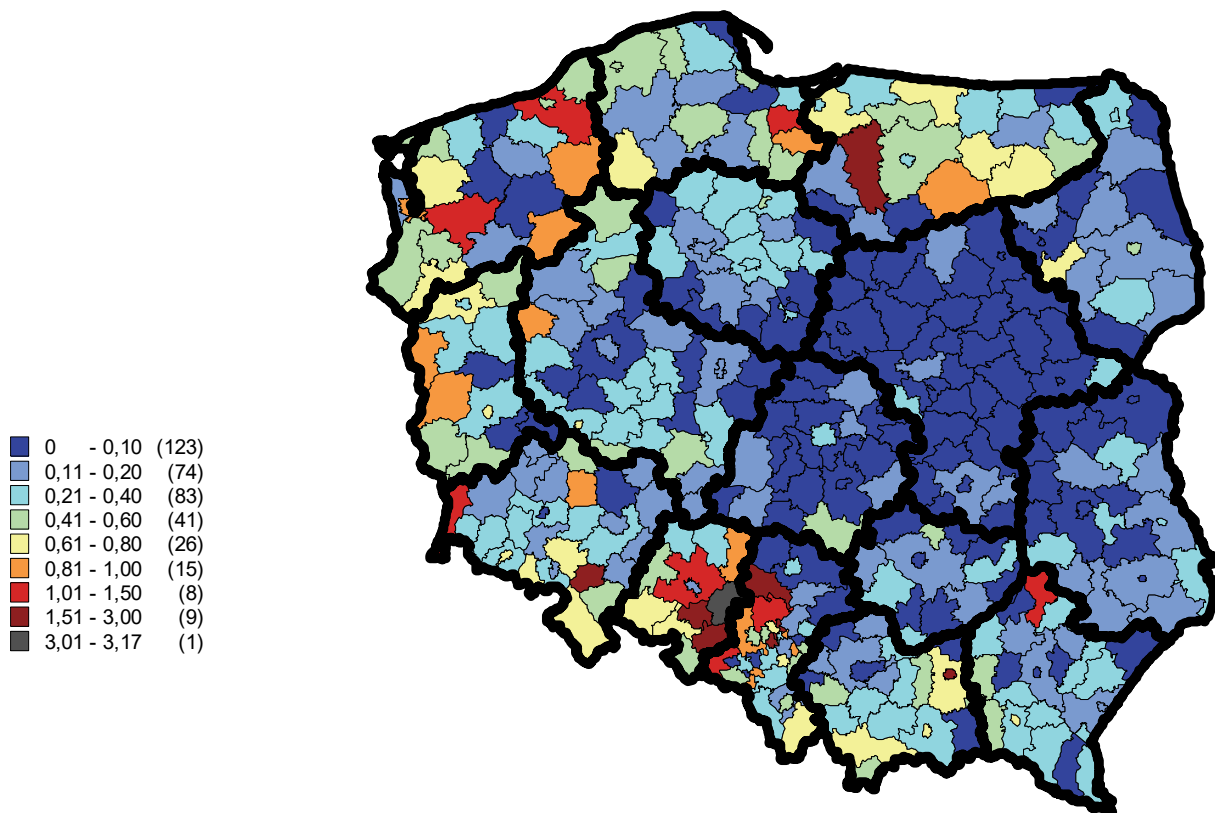 0 - 0,10 (123)
0,11 - 0,20 (74)
0,21 - 0,40 (83)
0,41 - 0,60 (41)
0,61 - 0,80 (26)
0,81 - 1,00 (15)
1,01 - 1,50 (8)
1,51 - 3,00 (9)
3,01 - 3,17 (1)